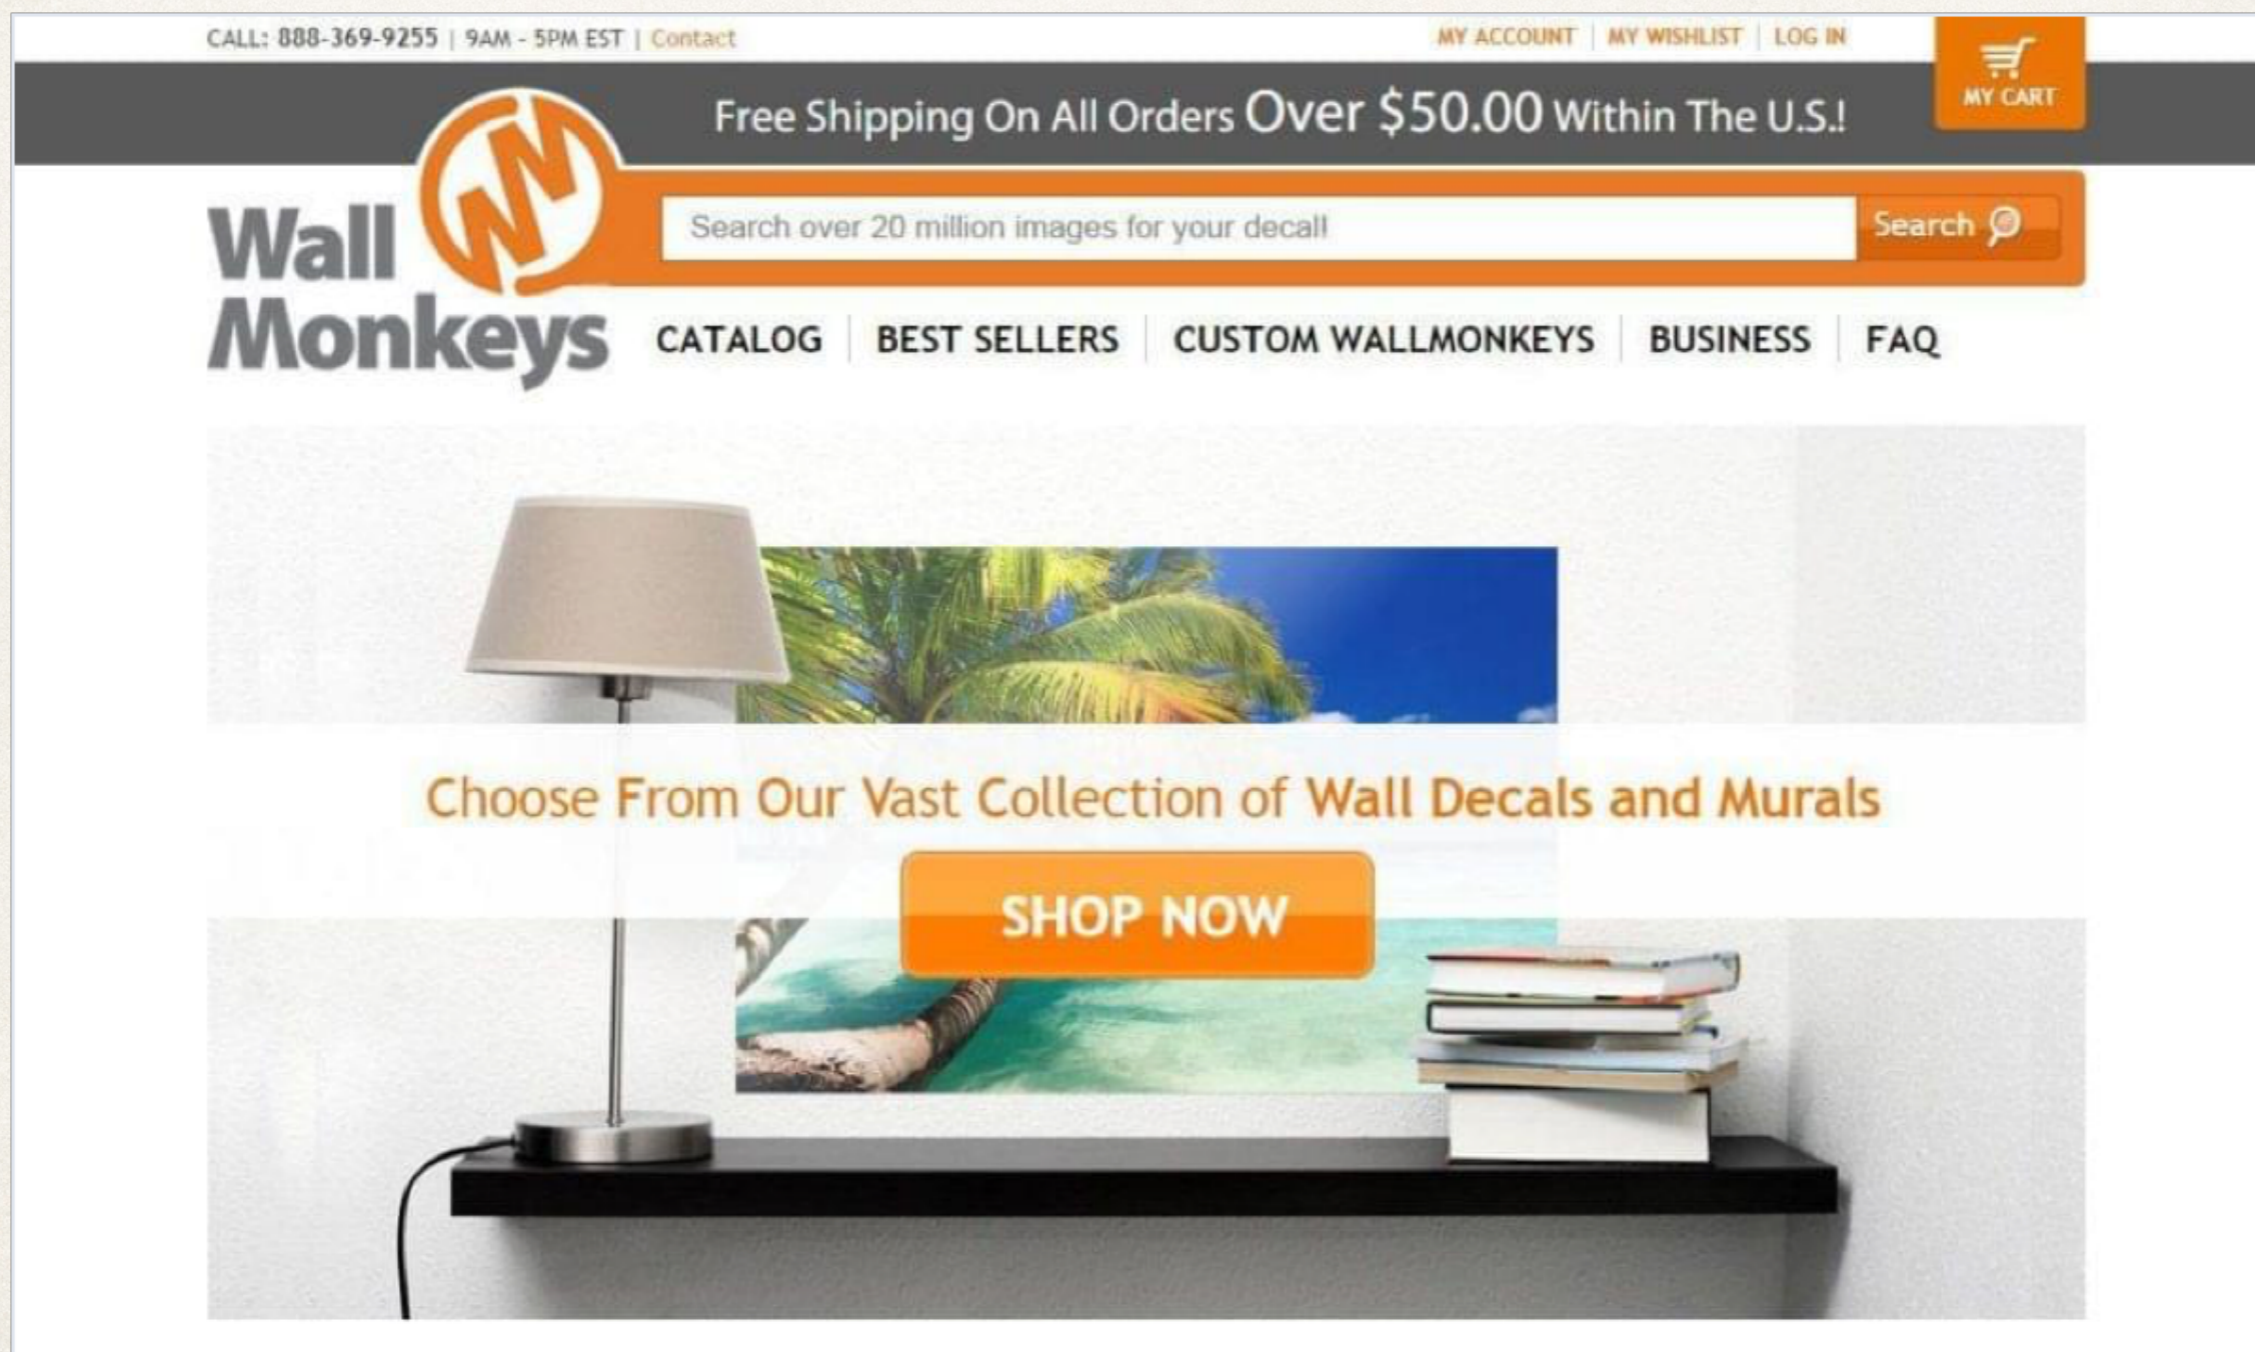 CALL: 888-369-9255 | 9AM - 5PM EST | Contact
MY ACCOUNT | MY WISHLIST | LOG IN
MY CART
Free Shipping On All Orders Over $50.00 Within The U.S.!
Wall
Monkeys
Search over 20 million images for your decal!
Search
CATALOG | BEST SELLERS | CUSTOM WALLMONKEYS | BUSINESS | FAQ
Choose From Our Vast Collection of Wall Decals and Murals
SHOP NOW